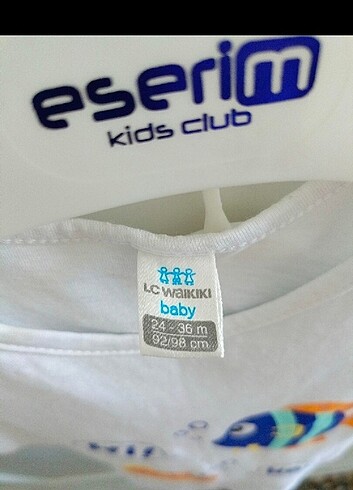 eserim
kids club
LC WAIKIKI
baby
24 - 36 m
92/98 cm